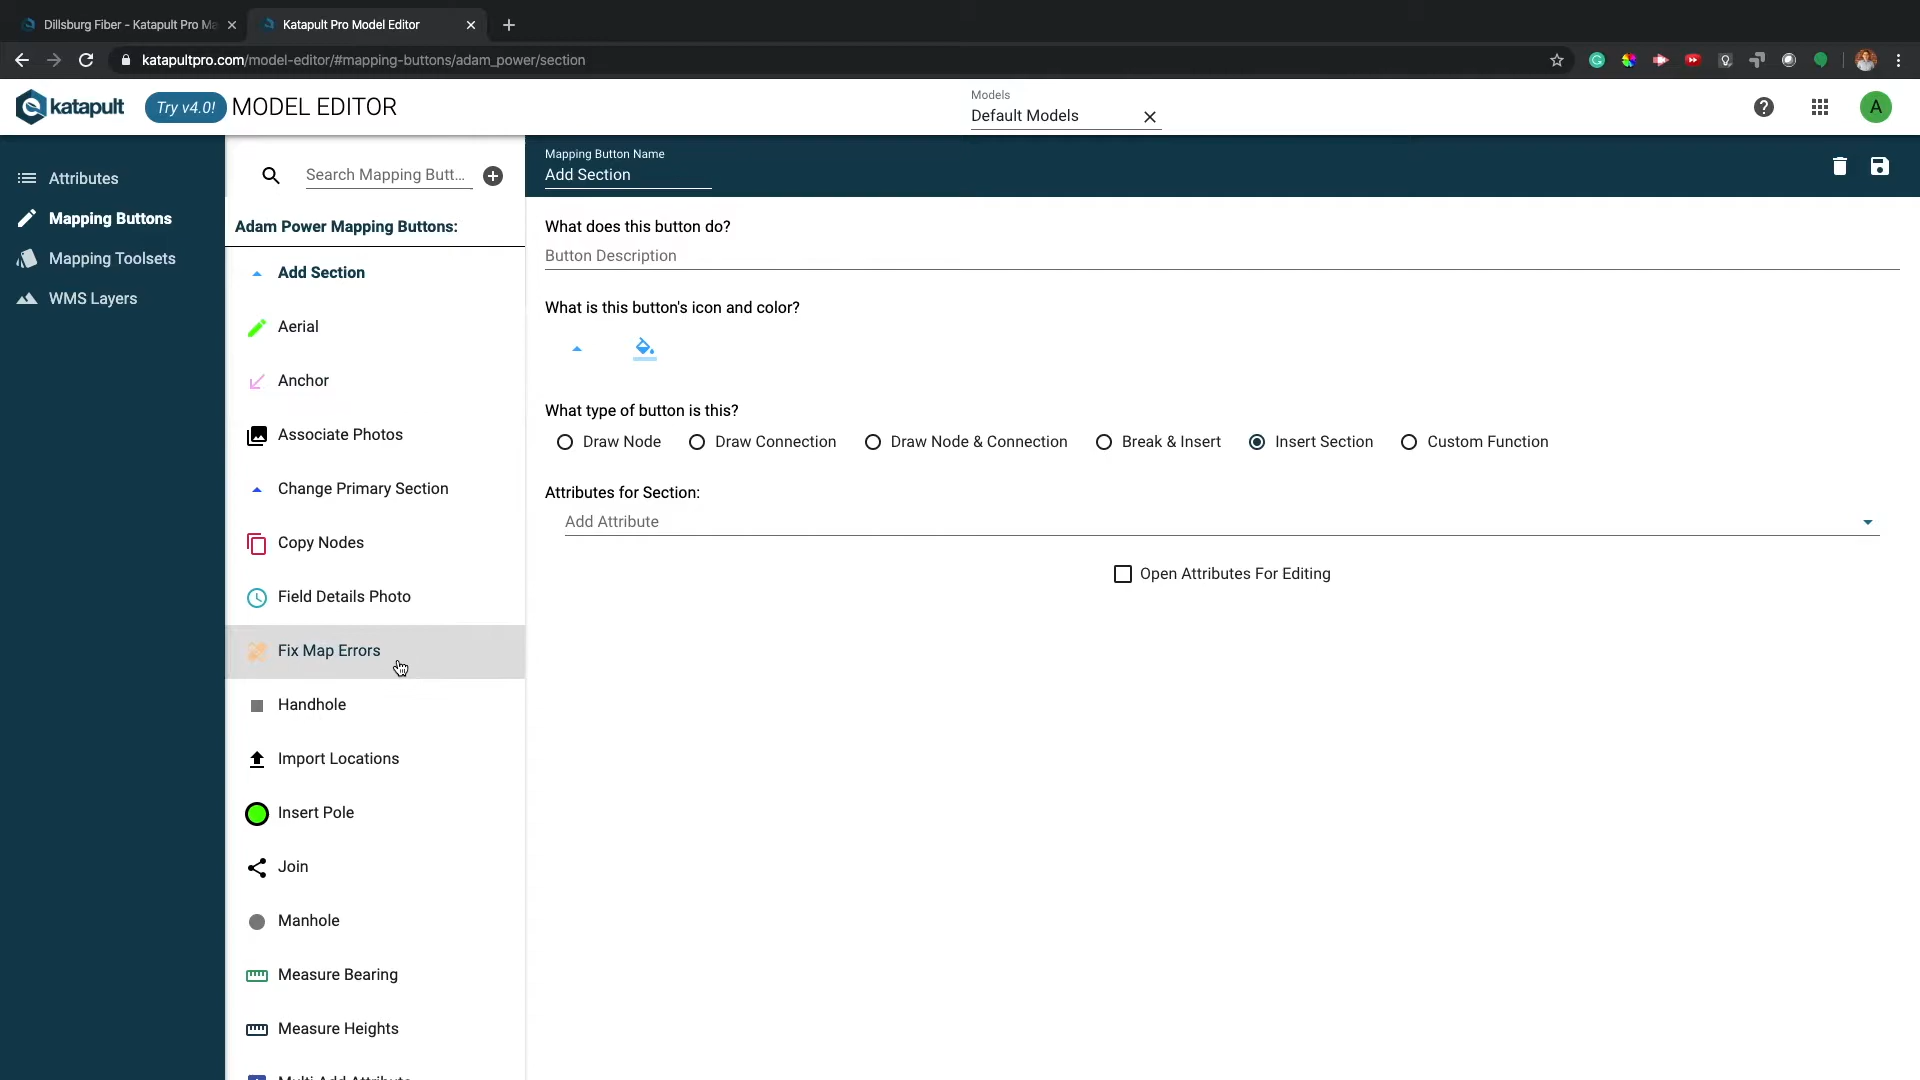 Dillsburg Fiber - Katapult Pro Ma
Katapult Pro Model Editor
katapultpro.com/model-editor/#mapping-buttons/adam_power/section
katapult
Try v4.0!
MODEL EDITOR
Models
Default Models
A
Attributes
Mapping Buttons
Mapping Toolsets
WMS Layers
Search Mapping Butt...
Adam Power Mapping Buttons:
Add Section
Aerial
Anchor
Associate Photos
Change Primary Section
Copy Nodes
Field Details Photo
Fix Map Errors
Handhole
Import Locations
Insert Pole
Join
Manhole
Measure Bearing
Measure Heights
Multi Add Attribute
Mapping Button Name
Add Section
What does this button do?
Button Description
What is this button's icon and color?
What type of button is this?
Draw Node
Draw Connection
Draw Node & Connection
Break & Insert
Insert Section
Custom Function
Attributes for Section:
Add Attribute
Open Attributes For Editing